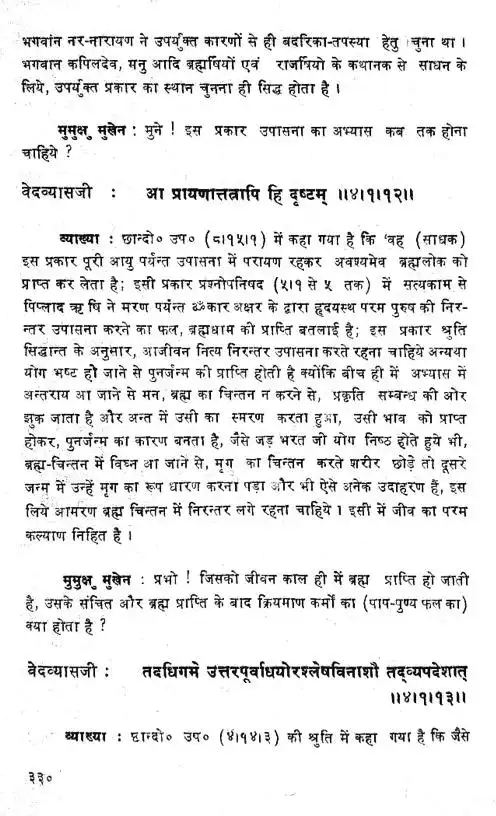 भगवान नर-नारायण ने उपर्युक्त कारणों से ही बदरिका-तपस्या हेतु चुना था ।
भगवान कपिलदेव, मनु आदि ब्रह्मषियों एवं राजषियो के कथानक से साधन के
लिये, उपर्युक्त प्रकार का स्थान चुनना ही सिद्ध होता है ।
मुमुक्षु मुखेन : मुने ! इस प्रकार उपासना का अभ्यास कब तक होना
चाहिये ?
वेदव्यासजी : आ प्रायणात्तत्रापि हि दृष्टम् ॥४।१।१२॥
व्याख्या : छान्दो० उप० (८।१५।१) में कहा गया है कि 'वह (साधक)
इस प्रकार पूरी आयु पर्यन्त उपासना में परायण रहकर अवश्यमेव ब्रह्मलोक को
प्राप्त कर लेता है; इसी प्रकार प्रश्नोपनिषद (५।१ से ५ तक) में सत्यकाम से
पिप्लाद ऋषि ने मरण पर्यन्त ॐकार अक्षर के द्वारा हृदयस्थ परम पुरुष की निर-
न्तर उपासना करने का फल, ब्रह्मधाम की प्राप्ति बतलाई है; इस प्रकार श्रुति
सिद्धान्त के अनुसार, आजीवन नित्य निरन्तर उपासना करते रहना चाहिये अन्यथा
योग भष्ट हो जाने से पुनर्जन्म की प्राप्ति होती है क्योंकि बीच ही में अभ्यास में
अन्तराय आ जाने से मन, ब्रह्म का चिन्तन न करने से, प्रकृति सम्बन्ध की ओर
झुक जाता है और अन्त में उसी का स्मरण करता हुआ, उसी भाव को प्राप्त
होकर, पुनर्जन्म का कारण बनता है, जैसे जड़ भरत जो योग निष्ठ होते हुये भी,
ब्रह्म-चिन्तन में विघ्न आ जाने से, मृग का चिन्तन करते शरीर छोड़े तो दूसरे
जन्म में उन्हें मृग का रूप धारण करना पड़ा और भी ऐसे अनेक उदाहरण हैं, इस
लिये आमरण ब्रह्म चिन्तन में निरन्तर लगे रहना चाहिये । इसी में जीव का परम
कल्याण निहित है ।
मुमुक्षु मुखेन : प्रभो ! जिसको जीवन काल ही में ब्रह्म प्राप्ति हो जाती
है, उसके संचित और ब्रह्म प्राप्ति के बाद क्रियमाण कर्मों का (पाप-पुण्य फल का)
क्या होता है ?
वेदव्यासजी : तदधिगमे उत्तरपूर्वाधयोरश्लेषविनाशौ तद्व्यपदेशात्
॥४।१।१३॥
व्याख्या : छान्दो० उप० (४।१४।३) की श्रुति में कहा गया है कि जैसे
३३०